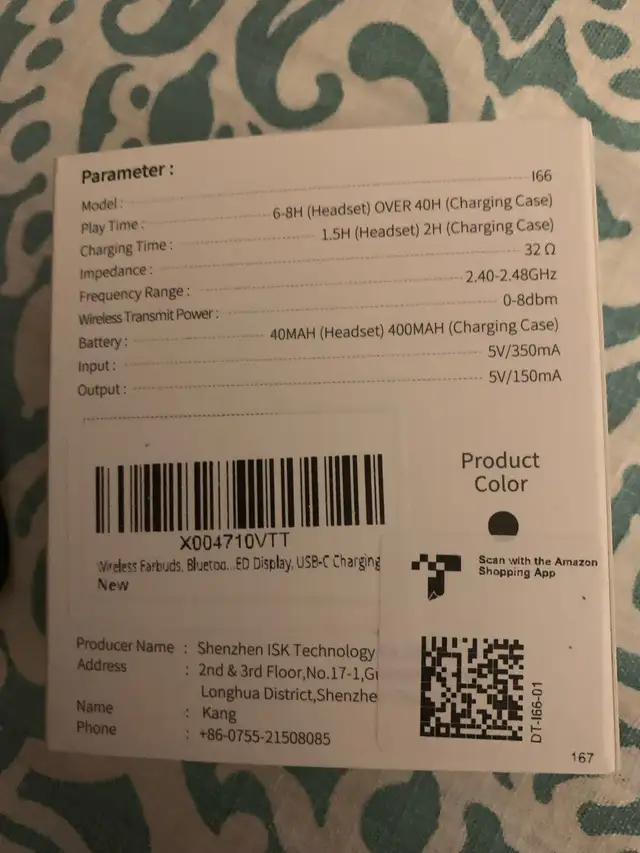 Parameter :
Model : I66
Play Time : 6-8H (Headset) OVER 40H (Charging Case)
Charging Time : 1.5H (Headset) 2H (Charging Case)
Impedance : 32 Ω
Frequency Range : 2.40-2.48GHz
Wireless Transmit Power : 0-8dbm
Battery : 40MAH (Headset) 400MAH (Charging Case)
Input : 5V/350mA
Output : 5V/150mA
Product
Color
X004710VTT
Wireless Earbuds, Bluetoo...ED Display, USB-C Charging
New
Scan with the Amazon
Shopping App
Producer Name : Shenzhen ISK Technology
Address : 2nd & 3rd Floor,No.17-1,Gu
Longhua District,Shenzhe
Name : Kang
Phone : +86-0755-21508085
DT-I66-01
167